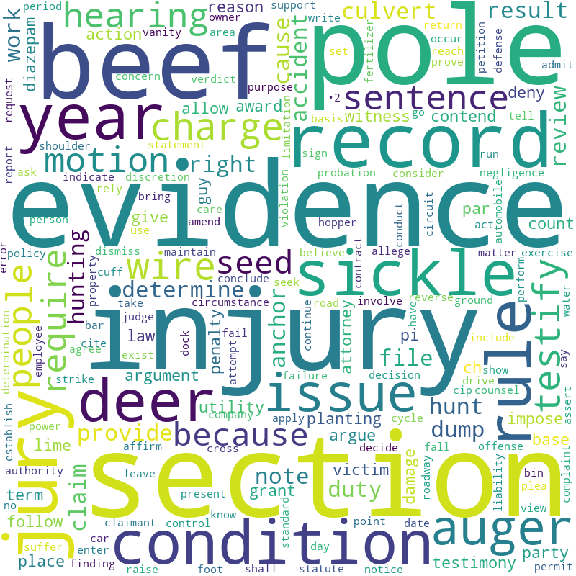 period
work
hearing
reason
owner
support
write
culvert
result
return
action
vanity
area
set
reach
occur
petition
defense
admit
diazepam
beef
pole
fertilizer
prove
concern
verdict
purpose
cause
accident
limitation
request
year
allow
award
basis
go
tell
sentence
deny
charge
witness
contend
review
·2
record
report
shoulder
statement
motion
right
sign
run
ask
indicate
discretion
probation
consider
negligence
rely
guy
violation
evidence
person
bring
care
hopper
conduct
circuit
par
automobile
count
policy
amend
use
give
act
error
dismiss
maintain
believe
allege
matter
exercise
wire
seed
seek
contract
sickle
perform
people
require
hunting
property
cuff
conclude
circumstance
determine
take
road
involve
reverse
ground
include
water
say
testify
injury
judge
law
fail
penalty
anchor
continue
have
attorney
pi
file
rule
determination
employee
bar
cite
exist
attempt
dock
ch
show
drive
agree
argument
failure
decision
cip
counsel
assert
strike
deer
issue
jury
utility
company
apply
planting
cycle
hunt
impose
establish
power
lime
provide
because
argue
fall
offense
dump
base
affirm
cross
decide
authority
claim
leave
note
victim
damage
roadway
liability
bin
plea
complaint
no
term
section
present
grant
duty
standard
view
follow
claimant
control
know
point
date
party
suffer
car
condition
auger
place
enter
finding
day
testimony
raise
foot
shall
statute
notice
permit